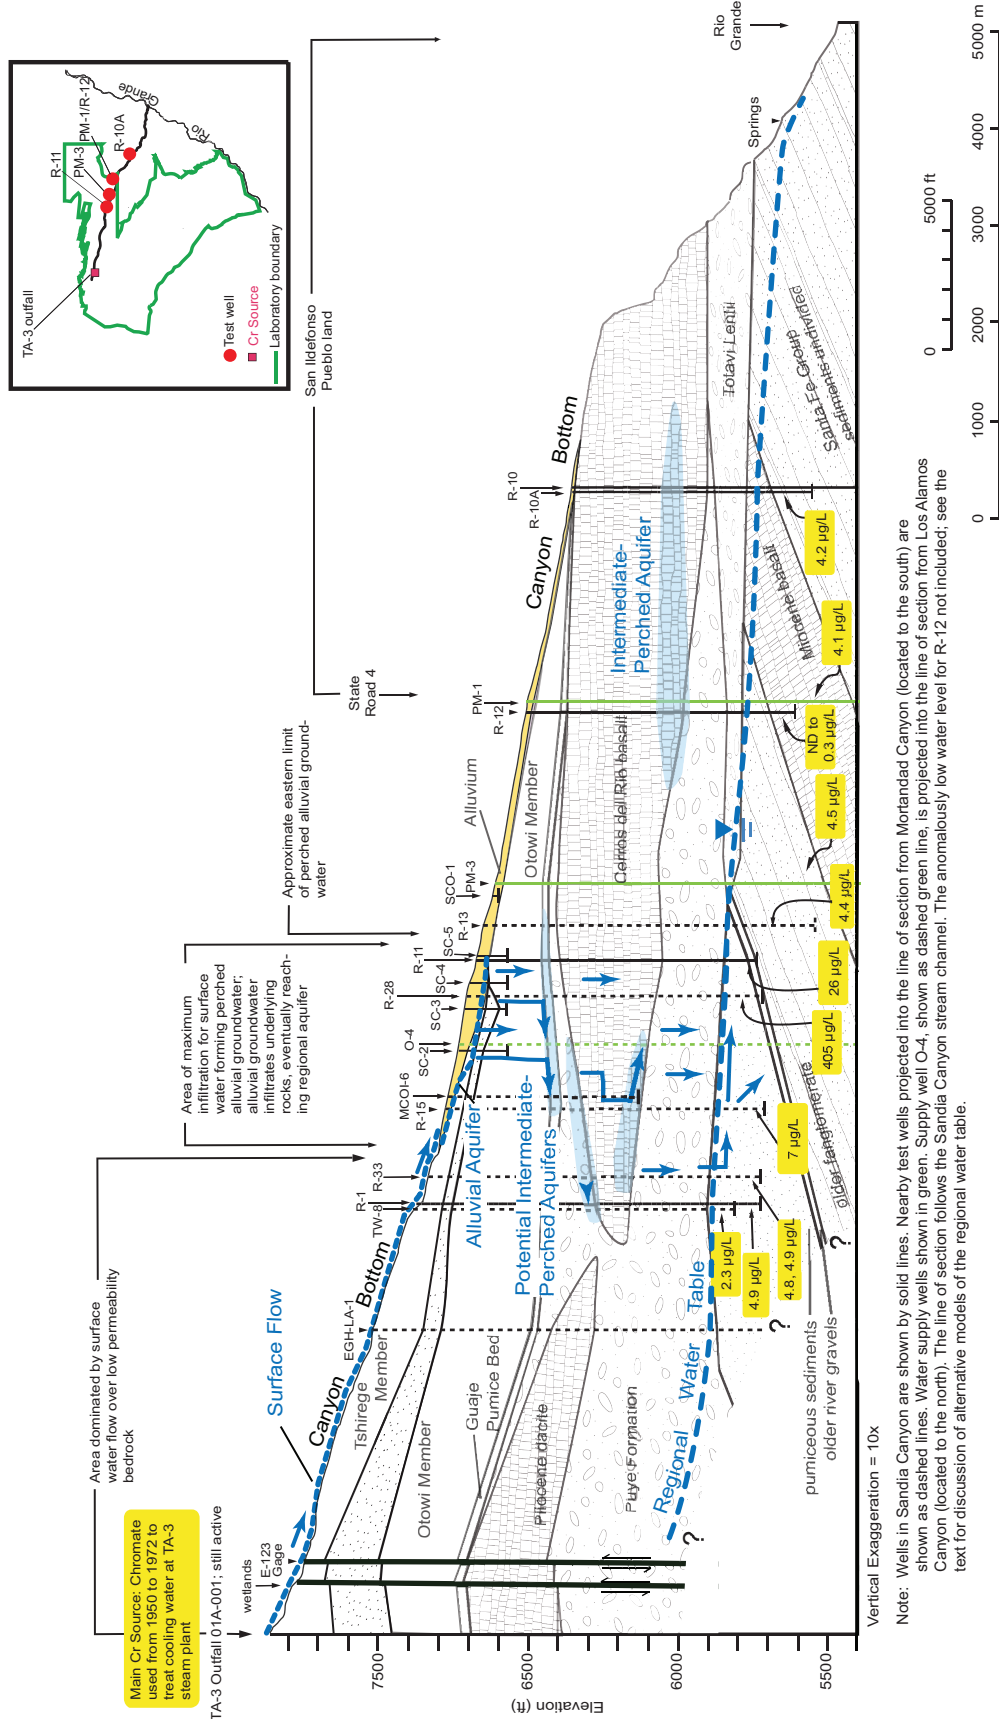 Main Cr Source: Chromate
used from 1950 to 1972 to
treat cooling water at TA-3
steam plant
TA-3 Outfall 01A-001; still active
Area dominated by surface
water flow over low permeability
bedrock
Area of maximum
infiltration for surface
water forming perched
alluvial groundwater;
alluvial groundwater
infiltrates underlying
rocks, eventually reach-
ing regional aquifer
Approximate eastern limit
of perched alluvial ground-
water
State
Road 4
San Ildefonso
Pueblo land
Rio
Grande
TA-3 outfall
R-11
PM-3
PM-1/R-12
R-10A
Rio
Grande
Test well
Cr Source
Laboratory boundary
wetlands
E-123
Gage
Surface Flow
Canyon
Bottom
EGH-LA-1
TW-8
R-1
R-33
R-15
MCOI-6
SC-2
O-4
SC-3
R-28
SC-4
R-11
SC-5
R-13
SCO-1
PM-3
R-12
PM-1
R-10A
R-10
Canyon
Bottom
Springs
Alluvium
Otowi Member
Tshirege
Member
Otowi Member
Guaje
Pumice Bed
Pliocene dacite
Puye Formation
Alluvial Aquifer
Potential Intermediate-
Perched Aquifers
Cerros del Rio basalt
Intermediate-
Perched Aquifer
Totavi Lentil
Santa Fe Group
sediments undivided
Miocene basalt
older fanglomerate
pumiceous sediments
older river gravels
Regional
Water
Table
?
?
?
2.3 µg/L
4.9 µg/L
4.8, 4.9 µg/L
7 µg/L
405 µg/L
26 µg/L
4.4 µg/L
4.5 µg/L
ND to
0.3 µg/L
4.1 µg/L
4.2 µg/L
Elevation (ft)
7500
6500
6000
5500
0
5000 ft
0
1000
2000
3000
4000
5000 m
Vertical Exaggeration = 10x
Note: Wells in Sandia Canyon are shown by solid lines. Nearby test wells projected into the line of section from Mortandad Canyon (located to the south) are
shown as dashed lines. Water supply wells shown in green. Supply well O-4, shown as dashed green line, is projected into the line of section from Los Alamos
Canyon (located to the north). The line of section follows the Sandia Canyon stream channel. The anomalously low water level for R-12 not included; see the
text for discussion of alternative models of the regional water table.